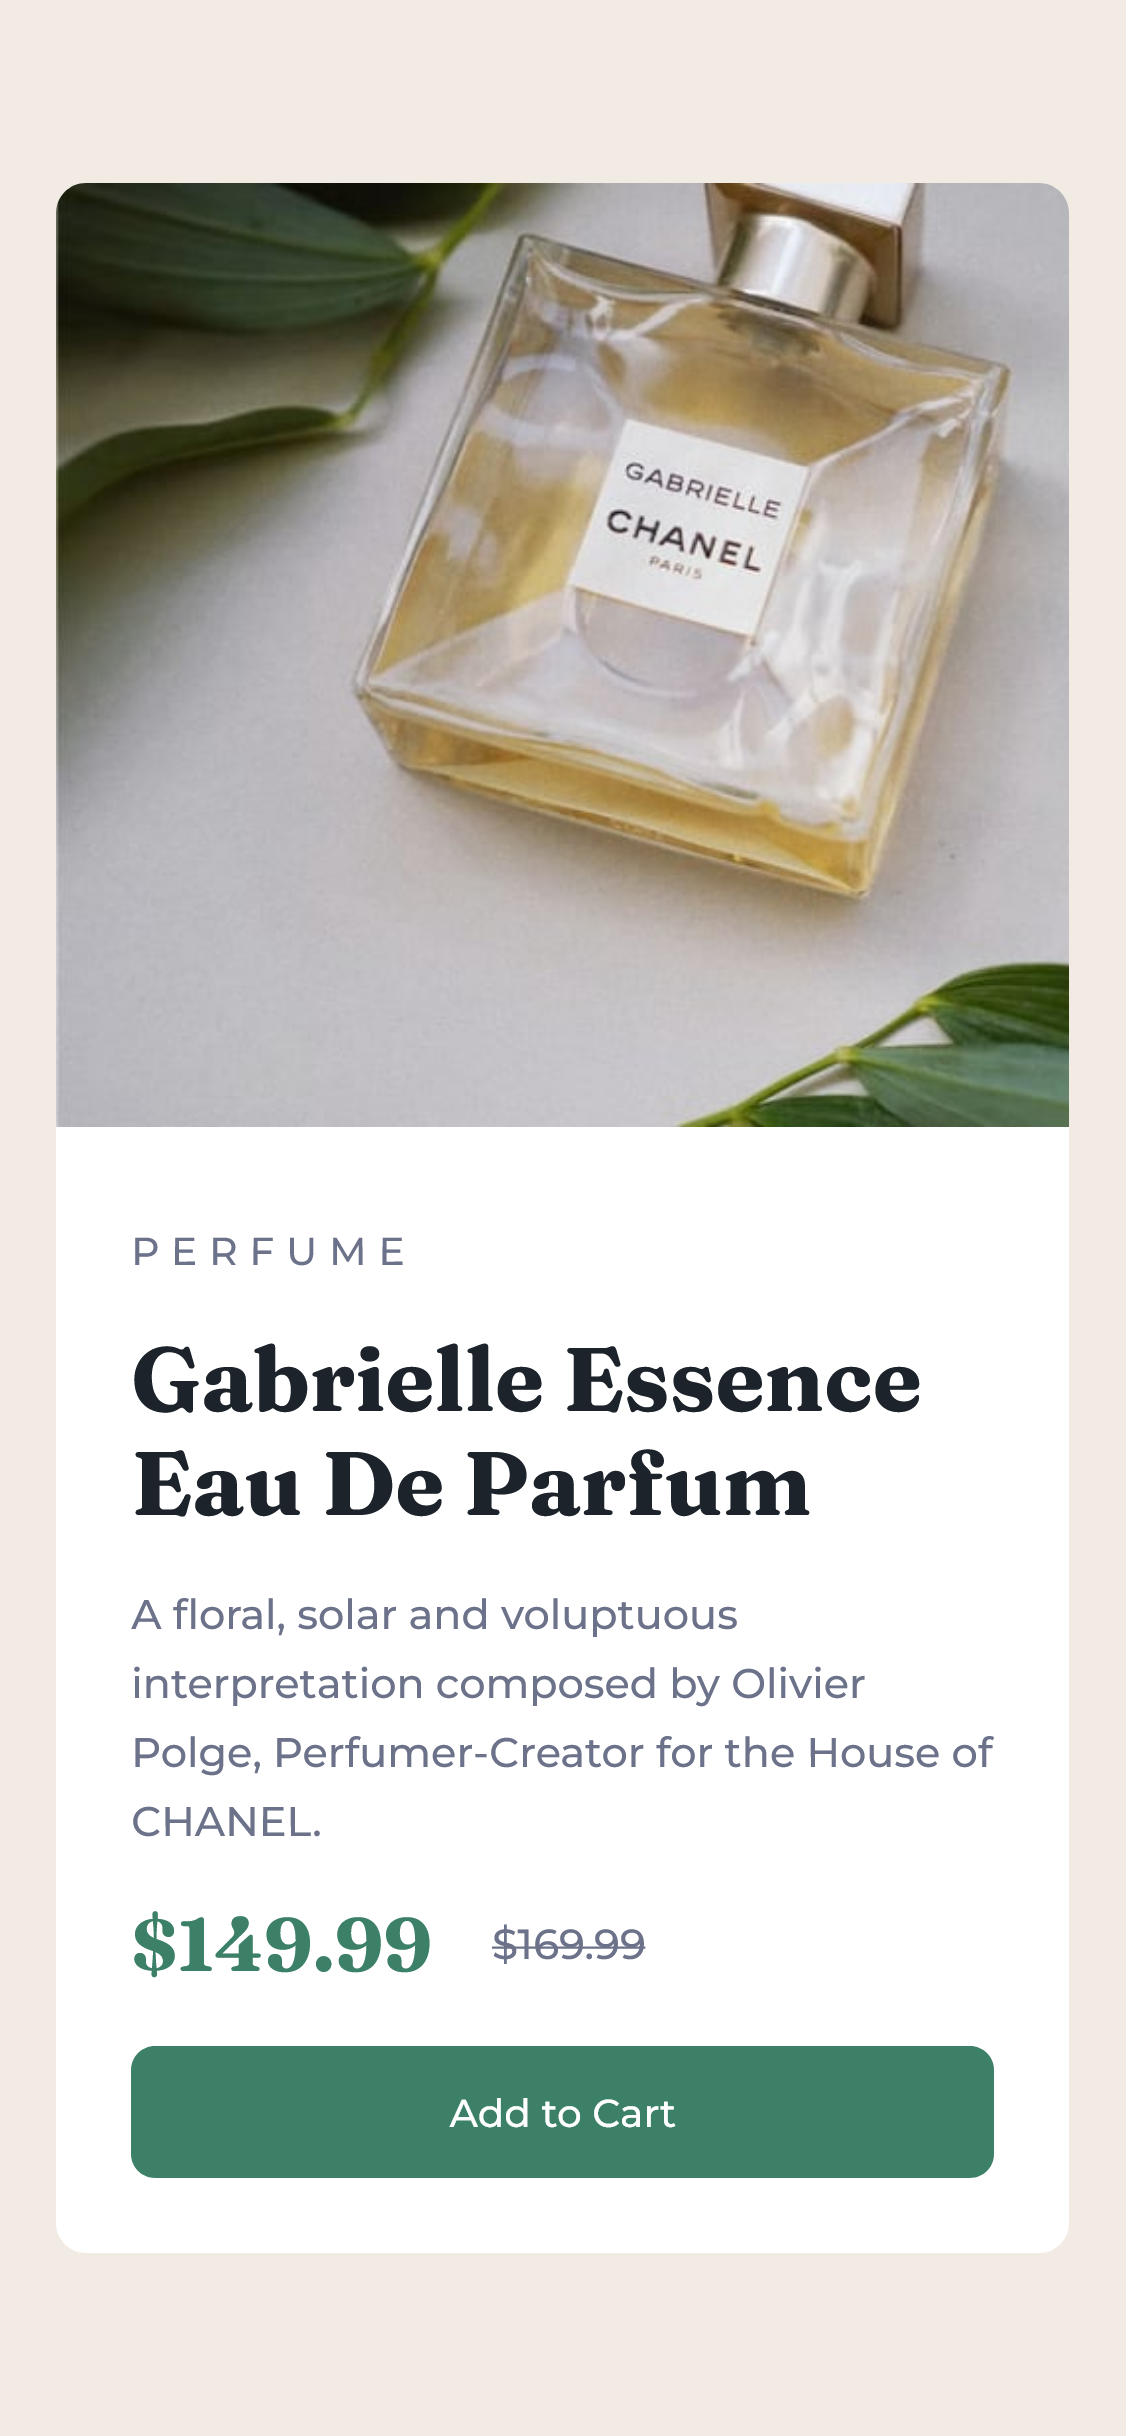 GABRIELLE
CHANEL
PARIS
PERFUME
Gabrielle Essence
Eau De Parfum
A floral, solar and voluptuous
interpretation composed by Olivier
Polge, Perfumer-Creator for the House of
CHANEL.
$149.99 $169.99
Add to Cart